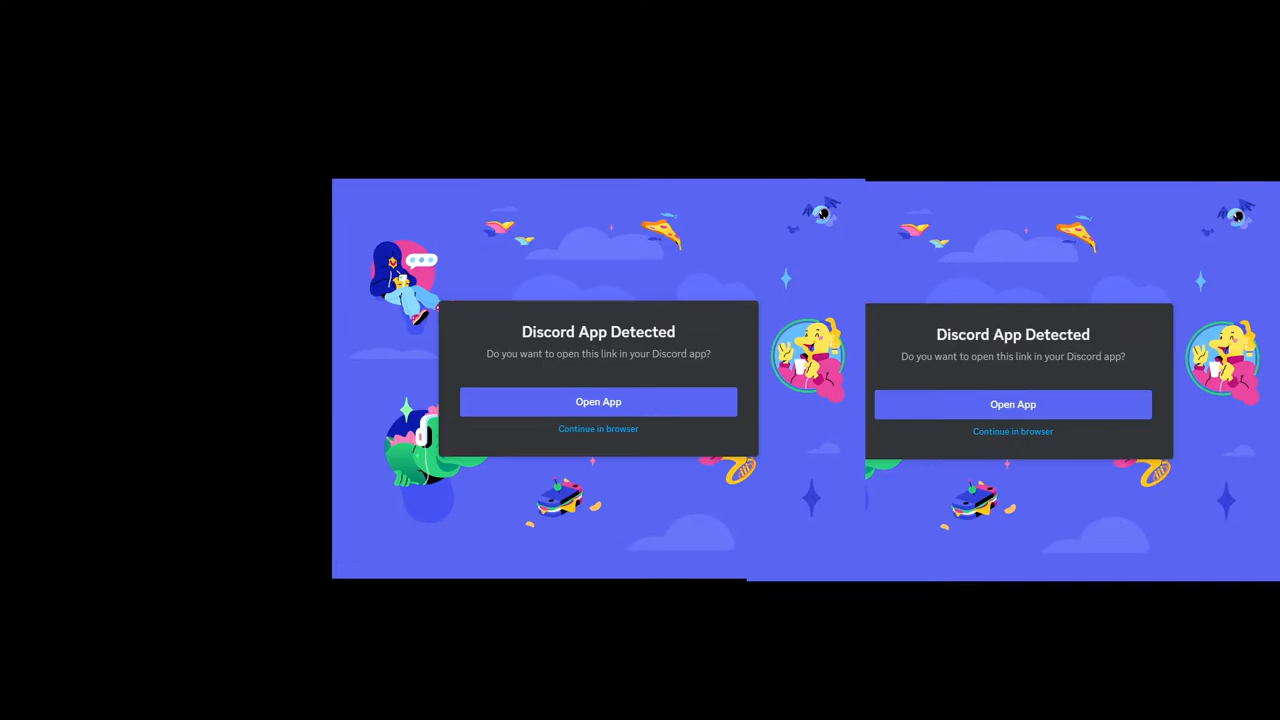 Discord App Detected
Do you want to open this link in your Discord app?
Open App
Continue in browser
Discord App Detected
Do you want to open this link in your Discord app?
Open App
Continue in browser